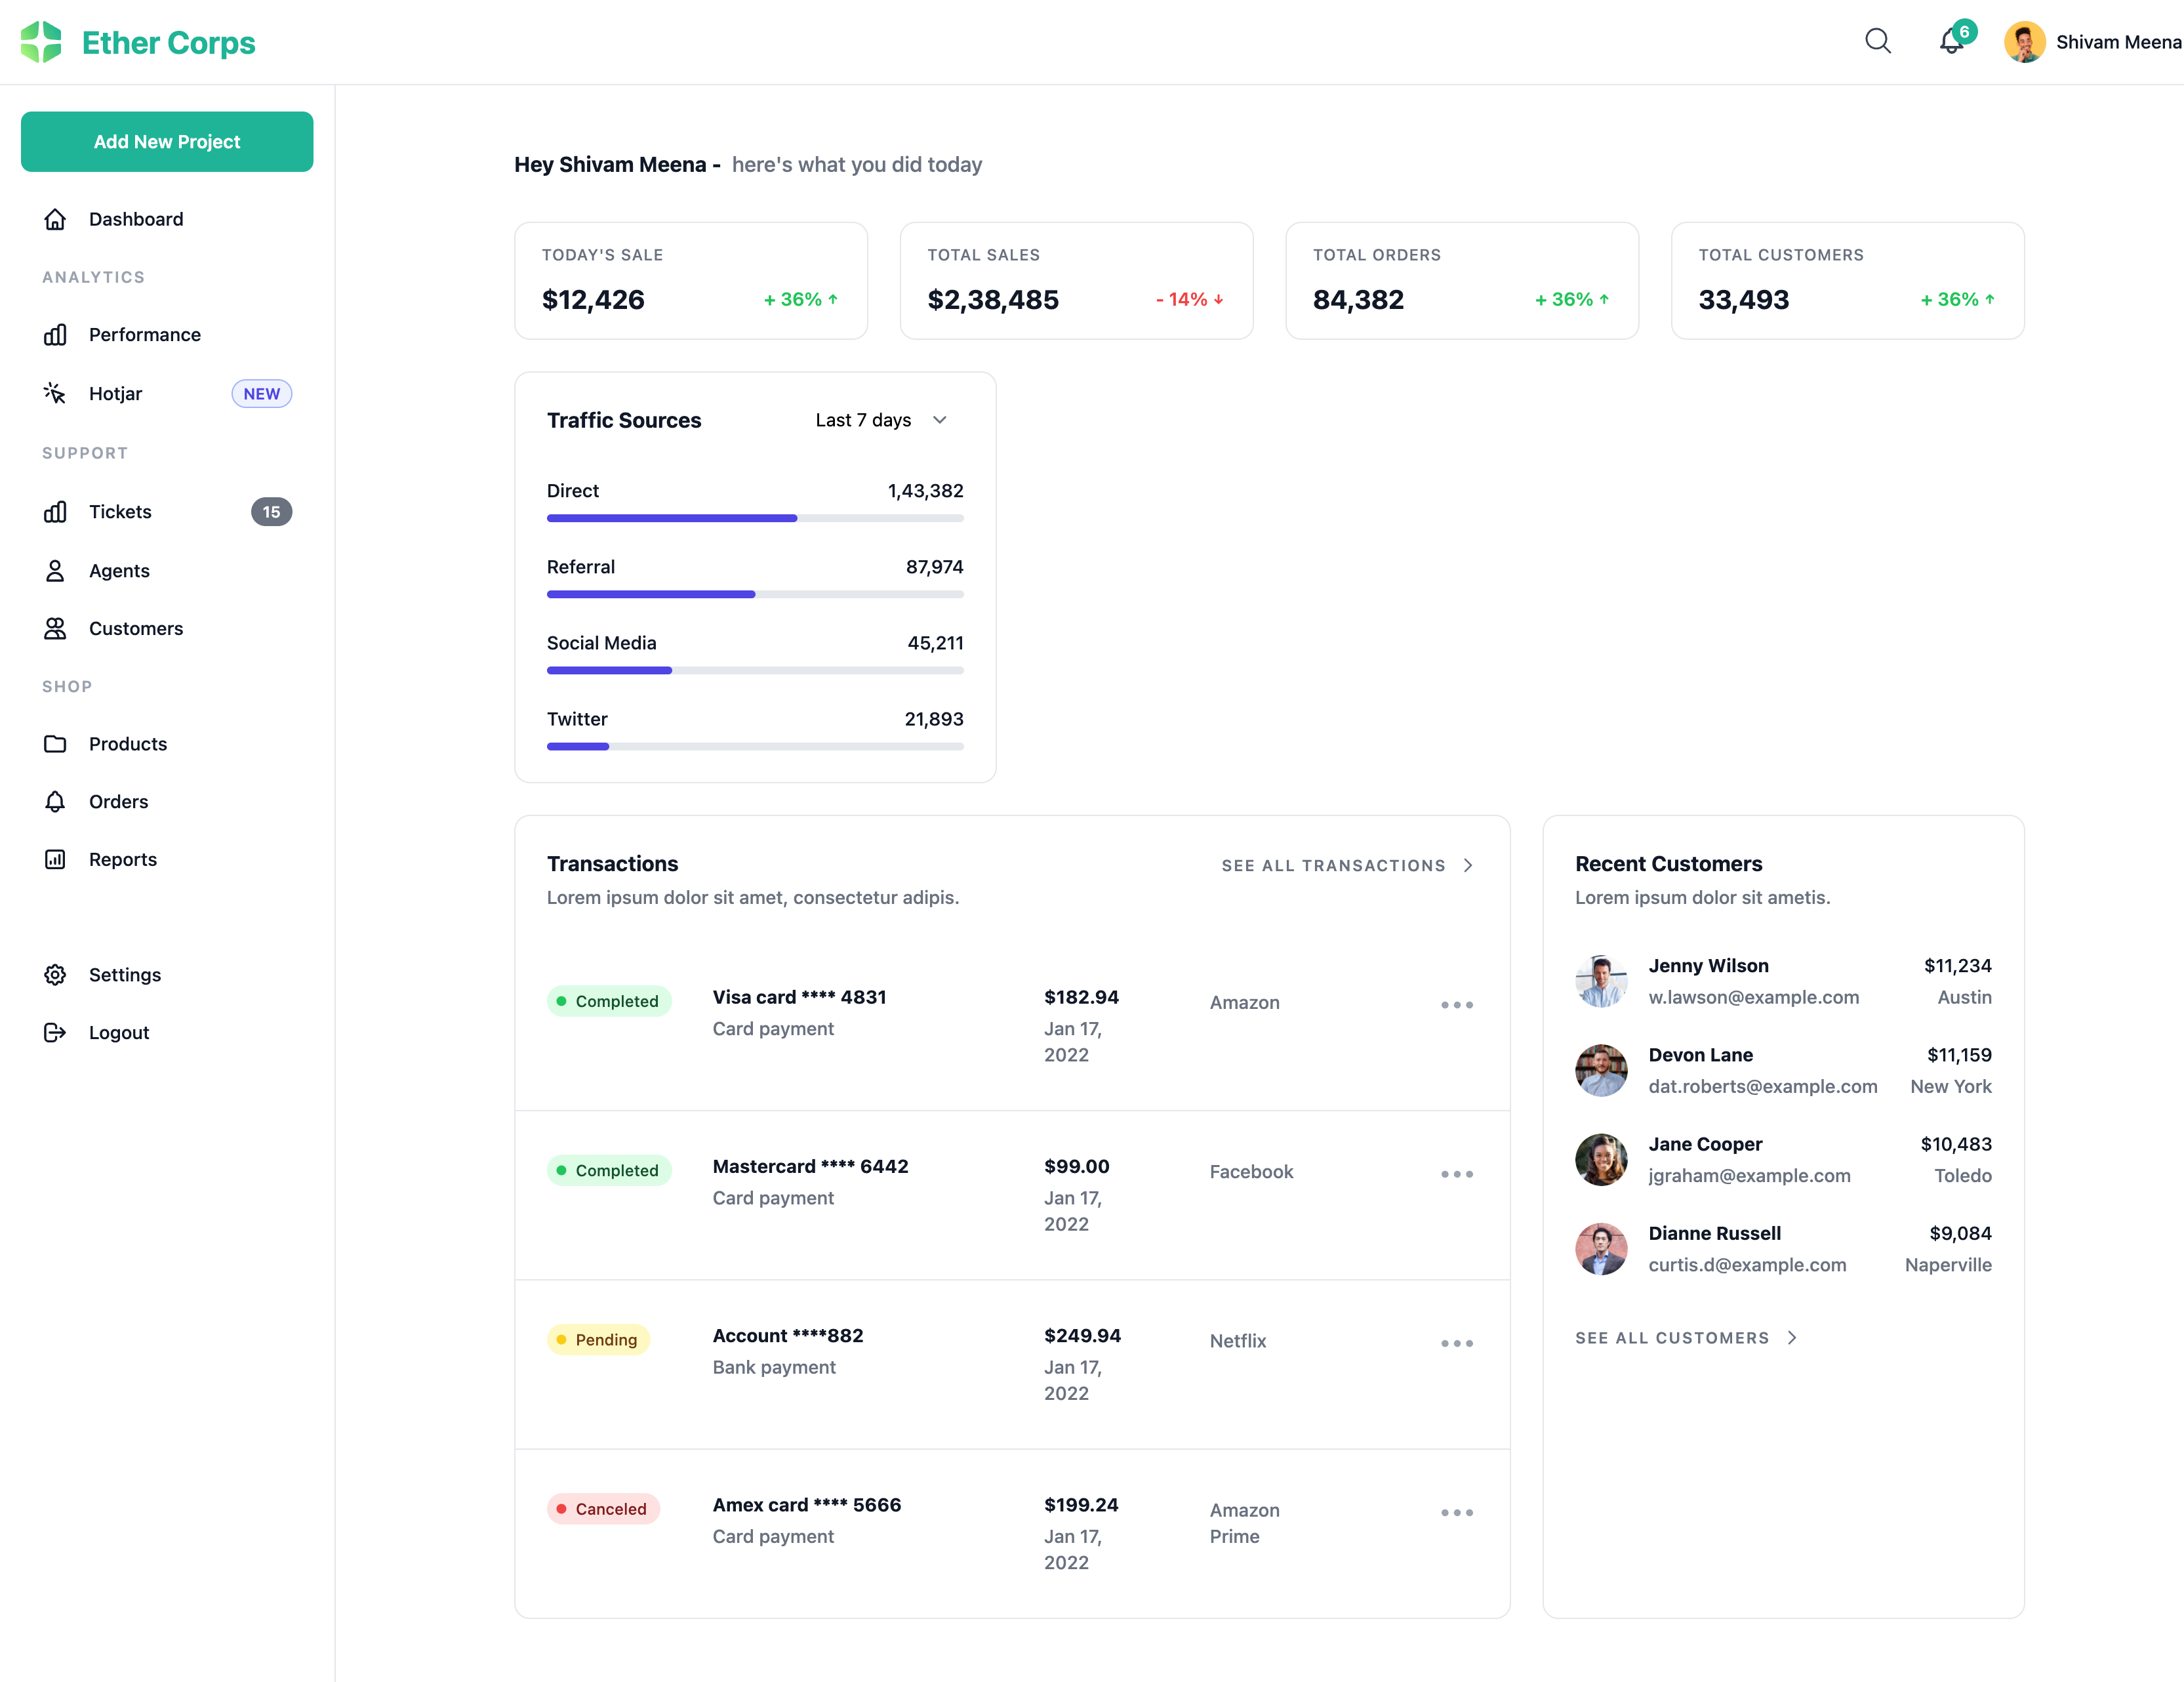 Ether Corps
6
Shivam Meena
Add New Project
Dashboard
ANALYTICS
Performance
Hotjar NEW
SUPPORT
Tickets 15
Agents
Customers
SHOP
Products
Orders
Reports
Settings
Logout
Hey Shivam Meena - here's what you did today
TODAY'S SALE
$12,426 + 36%
TOTAL SALES
$2,38,485 - 14%
TOTAL ORDERS
84,382 + 36%
TOTAL CUSTOMERS
33,493 + 36%
Traffic Sources Last 7 days
Direct 1,43,382
Referral 87,974
Social Media 45,211
Twitter 21,893
Transactions SEE ALL TRANSACTIONS
Lorem ipsum dolor sit amet, consectetur adipis.
Completed Visa card **** 4831 $182.94 Amazon
Card payment Jan 17,
2022
Completed Mastercard **** 6442 $99.00 Facebook
Card payment Jan 17,
2022
Pending Account ****882 $249.94 Netflix
Bank payment Jan 17,
2022
Canceled Amex card **** 5666 $199.24 Amazon
Card payment Jan 17, Prime
2022
Recent Customers
Lorem ipsum dolor sit ametis.
Jenny Wilson $11,234
w.lawson@example.com Austin
Devon Lane $11,159
dat.roberts@example.com New York
Jane Cooper $10,483
jgraham@example.com Toledo
Dianne Russell $9,084
curtis.d@example.com Naperville
SEE ALL CUSTOMERS